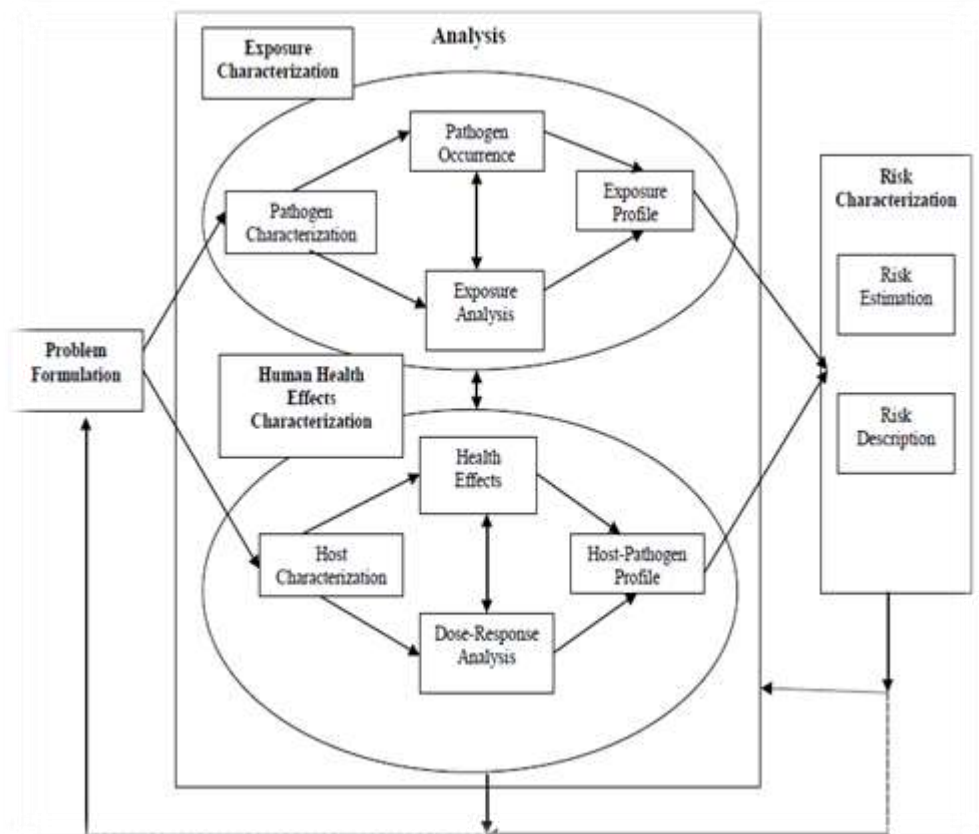 Analysis
Exposure
Characterization
Pathogen
Occurrence
Pathogen
Characterization
Exposure
Profile
Exposure
Analysis
Risk
Characterization
Risk
Estimation
Risk
Description
Problem
Formulation
Human Health
Effects
Characterization
Health
Effects
Host
Characterization
Host-Pathogen
Profile
Dose-Response
Analysis